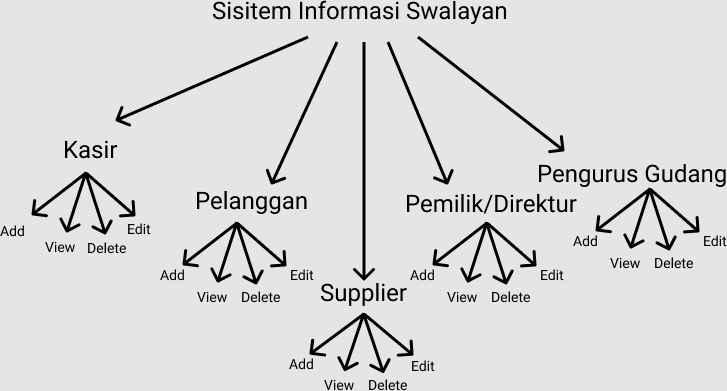 Sisitem Informasi Swalayan
Kasir
Add
View
Delete
Edit
Pelanggan
Add
View
Delete
Edit
Supplier
Add
View
Delete
Edit
Pemilik/Direktur
Add
View
Delete
Edit
Pengurus Gudang
Add
View
Delete
Edit